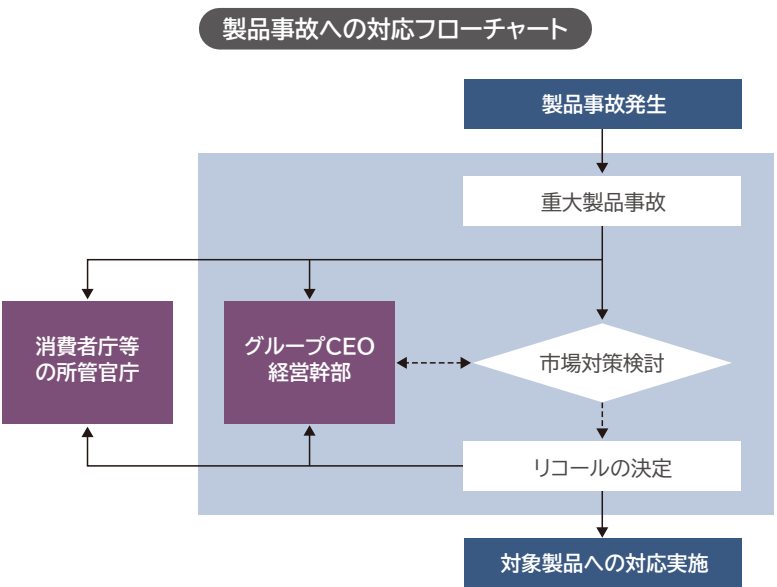 製品事故への対応フローチャート
製品事故発生
重大製品事故
消費者庁等
の所管官庁
グループCEO
経営幹部
市場対策検討
リコールの決定
対象製品への対応実施